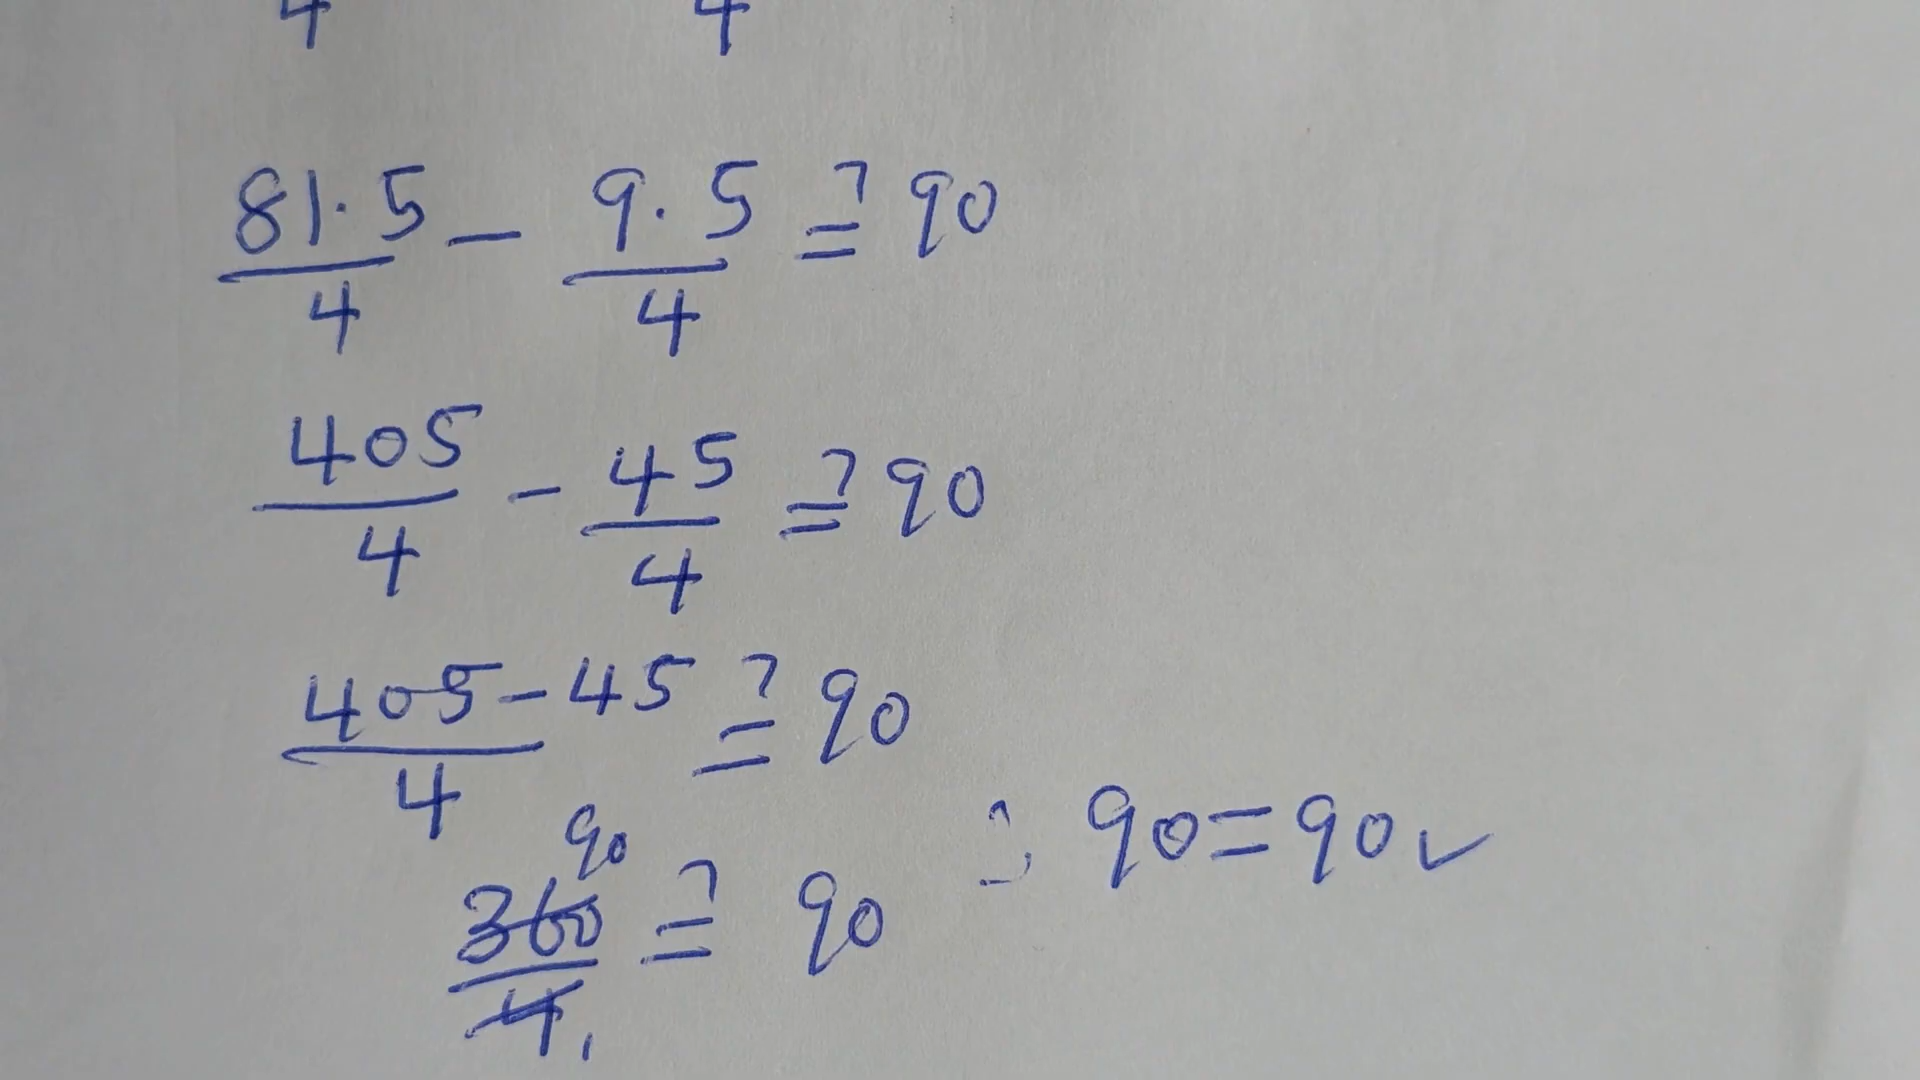 4 4
81·5/4 - 9·5/4 ≟ 90
405/4 - 45/4 ≟ 90
(405-45)/4 ≟ 90
90
360/4 ≟ 90 ∴ 90=90✓
1